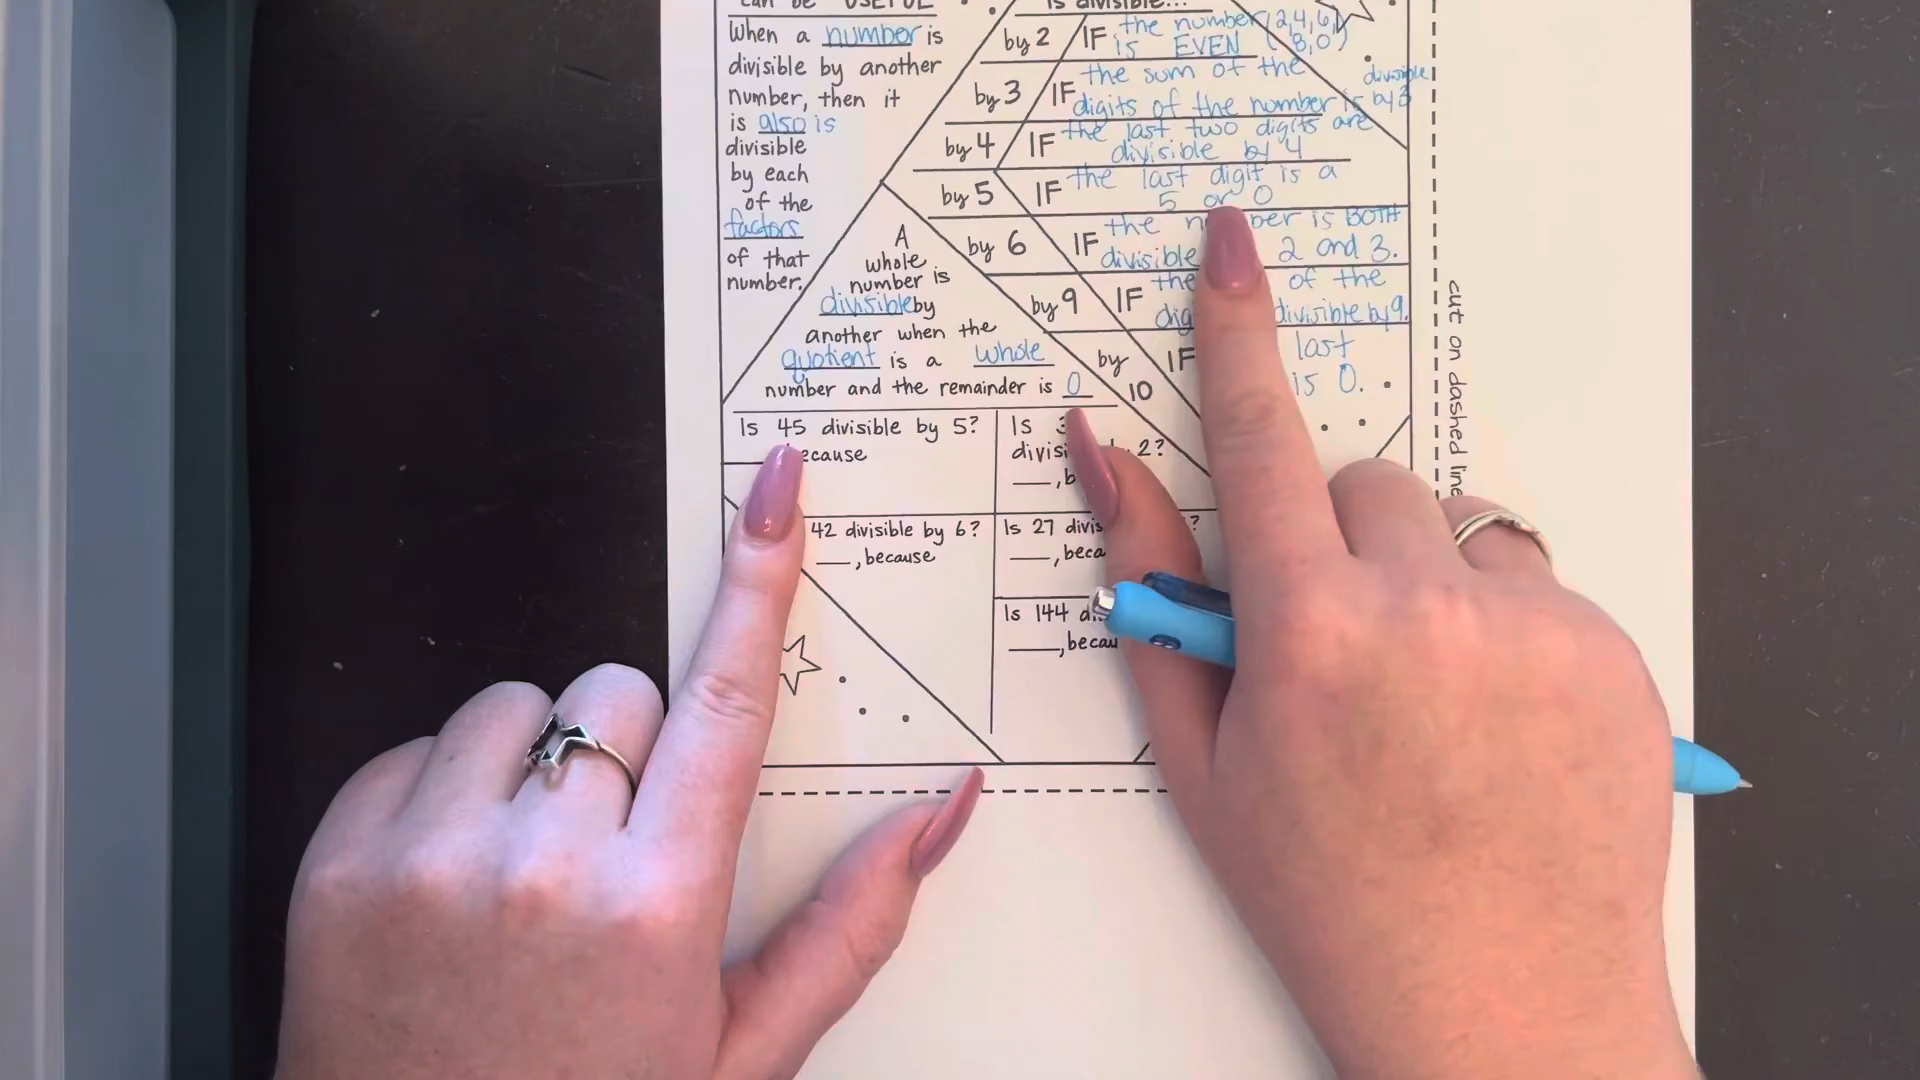 can be USEFUL
When a number is
divisible by another
number, then it
is also is
divisible
by each
of the
factors
of that
number.
A
whole
number is
divisible by
another when the
quotient is a whole
number and the remainder is 0
is divisible...
by 2 IF the number (2,4,6,
is EVEN 8,0)
by 3 IF the sum of the divisible
digits of the number is by 3
by 4 IF the last two digits are
divisible by 4
by 5 IF the last digit is a
5 or 0
by 6 IF the number is BOTH
divisible 2 and 3.
by 9 IF the of the
divisible by 9.
by 10 IF last
is 0.
Is 45 divisible by 5?
because
Is
2?
42 divisible by 6?
, because
Is 27
Is 144
cut on dashed line